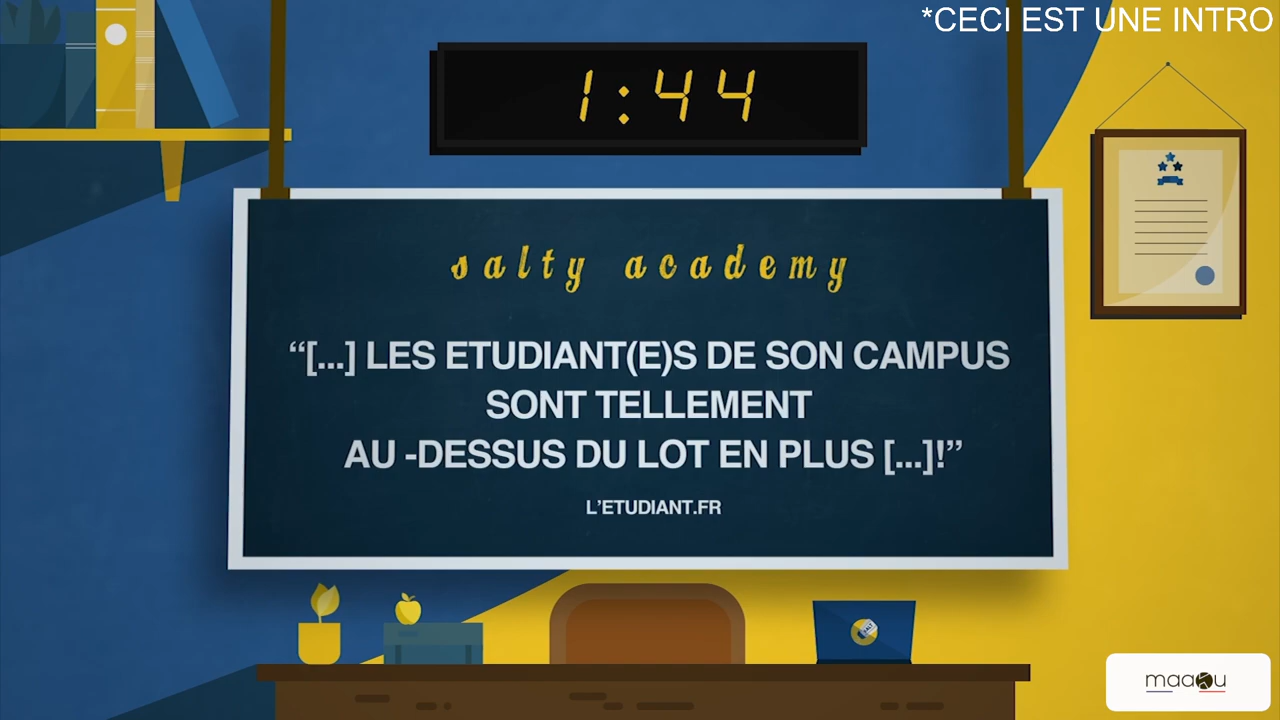 *CECI EST UNE INTRO
1:44
salty academy
“[...] LES ETUDIANT(E)S DE SON CAMPUS
SONT TELLEMENT
AU -DESSUS DU LOT EN PLUS [...]!”
L’ETUDIANT.FR
maaku